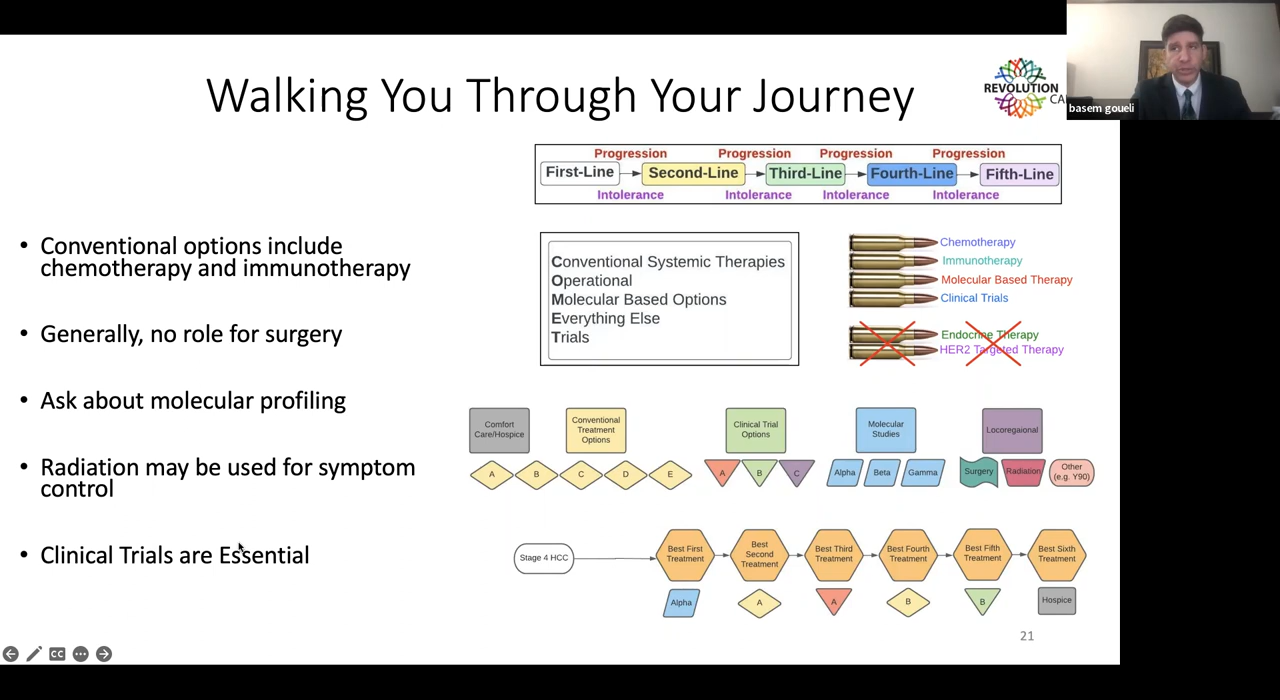 Walking You Through Your Journey
REVOLUTION
CA
basem goueli
Progression Progression Progression Progression
First-Line Second-Line Third-Line Fourth-Line Fifth-Line
Intolerance Intolerance Intolerance Intolerance
• Conventional options include
chemotherapy and immunotherapy
• Generally, no role for surgery
• Ask about molecular profiling
• Radiation may be used for symptom
control
• Clinical Trials are Essential
Conventional Systemic Therapies
Operational
Molecular Based Options
Everything Else
Trials
Chemotherapy
Immunotherapy
Molecular Based Therapy
Clinical Trials
Endocrine Therapy
HER2 Targeted Therapy
Comfort
Care/Hospice
Conventional
Treatment
Options
Clinical Trial
Options
Molecular
Studies
Locoregaional
A B C D E
A B C
Alpha Beta Gamma
Surgery Radiation Other
(e.g. Y90)
Stage 4 HCC
Best First
Treatment
Best
Second
Treatment
Best Third
Treatment
Best Fourth
Treatment
Best Fifth
Treatment
Best Sixth
Treatment
Alpha A A B B Hospice
21
CC